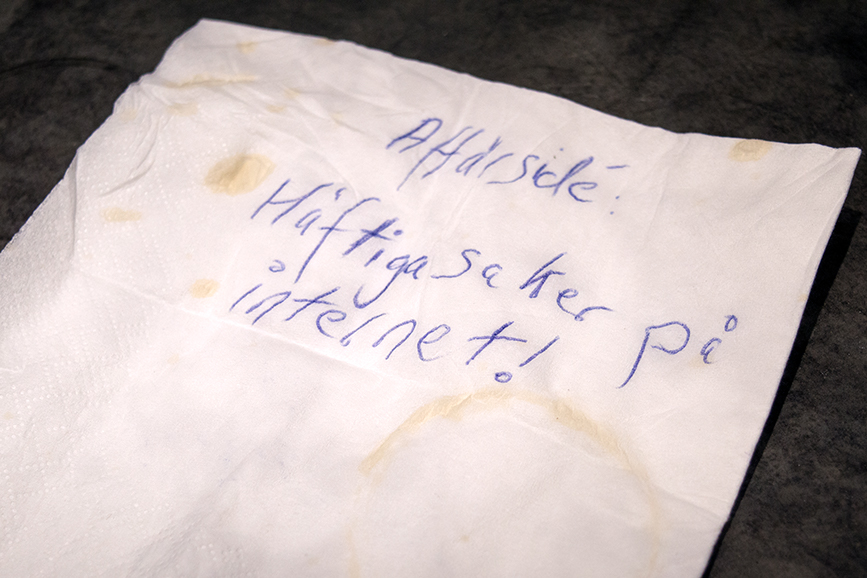 Affärsidé:
Häftiga saker på
internet!